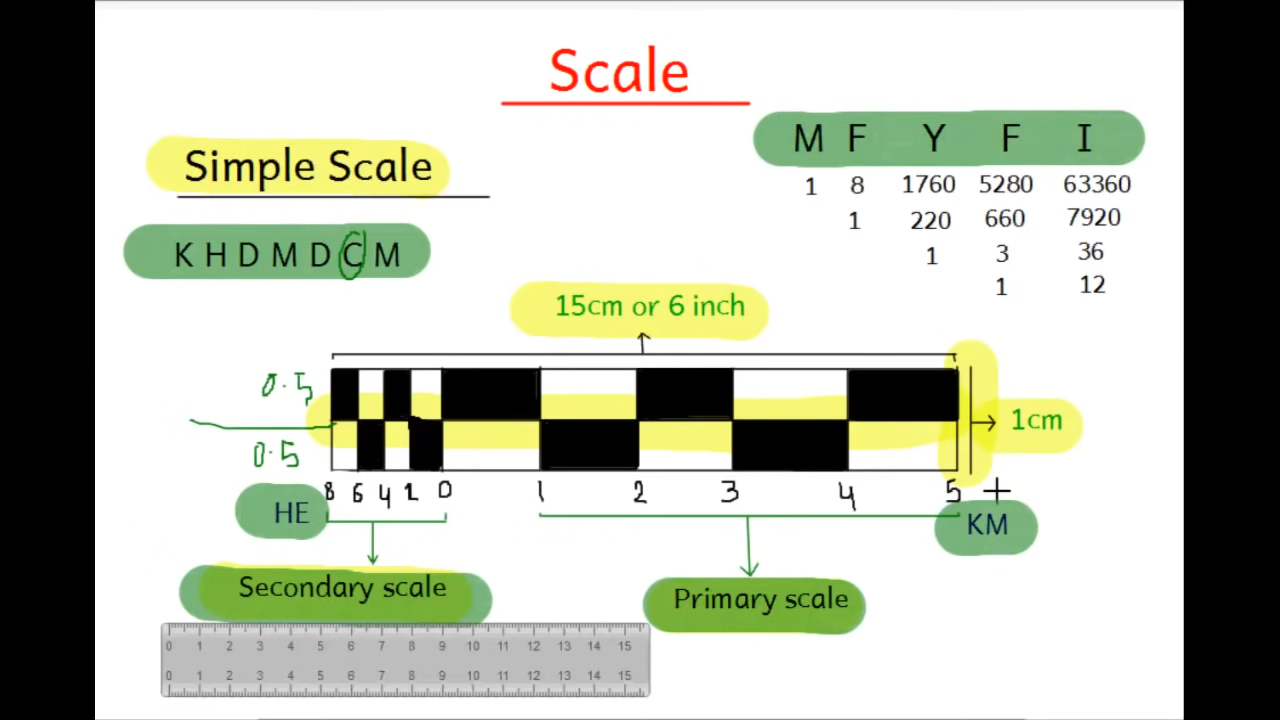 Scale
M F Y F I
Simple Scale
1 8 1760 5280 63360
1 220 660 7920
K H D M D C M
1 3 36
1 12
15cm or 6 inch
0.5
1cm
0.5
8 6 4 2 0 1 2 3 4 5 +
HE
KM
Secondary scale
Primary scale
0 1 2 3 4 5 6 7 8 9 10 11 12 13 14 15
0 1 2 3 4 5 6 7 8 9 10 11 12 13 14 15